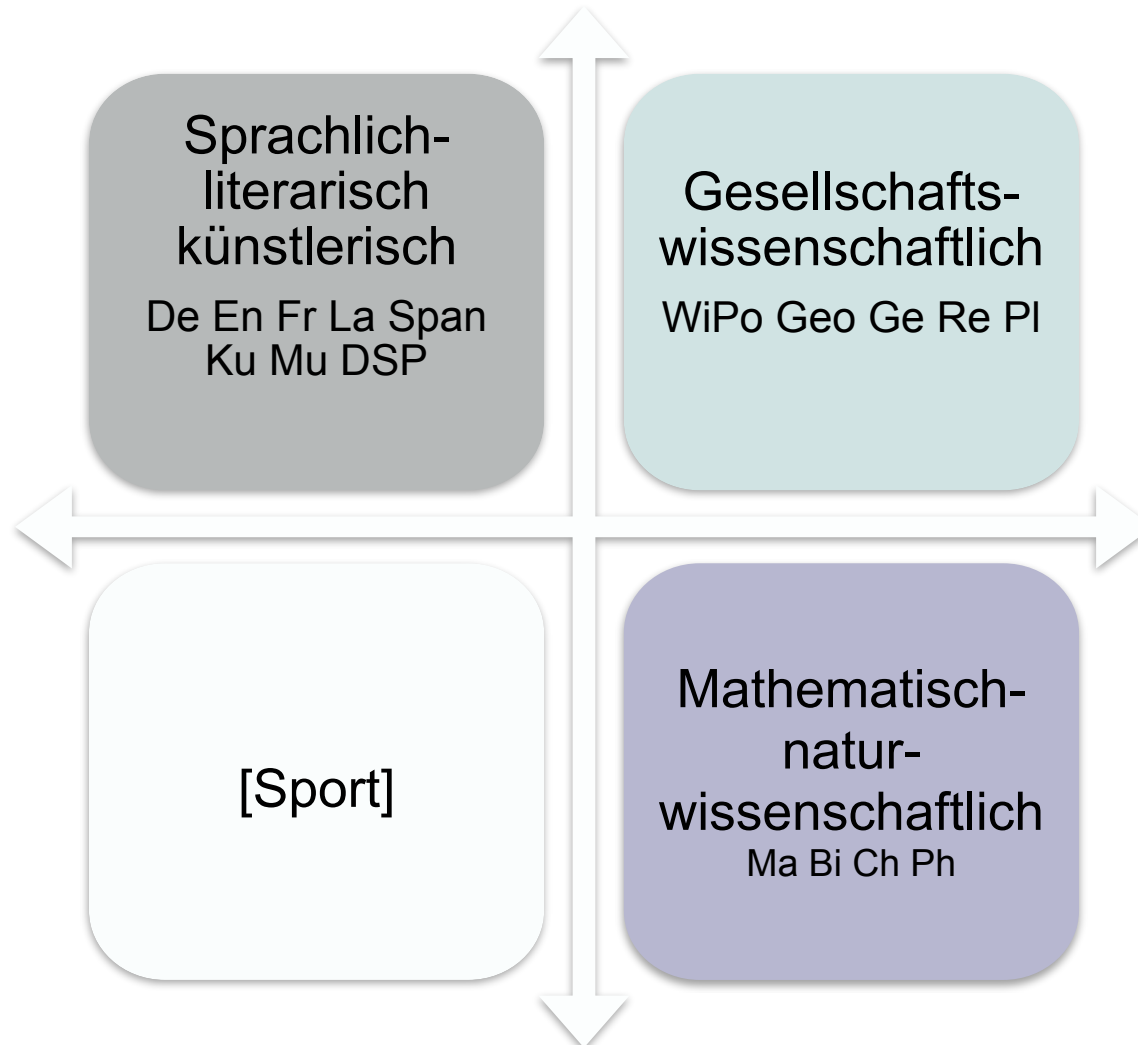 Sprachlich-
literarisch
künstlerisch
De En Fr La Span
Ku Mu DSP
Gesellschafts-
wissenschaftlich
WiPo Geo Ge Re Pl
[Sport]
Mathematisch-
natur-
wissenschaftlich
Ma Bi Ch Ph